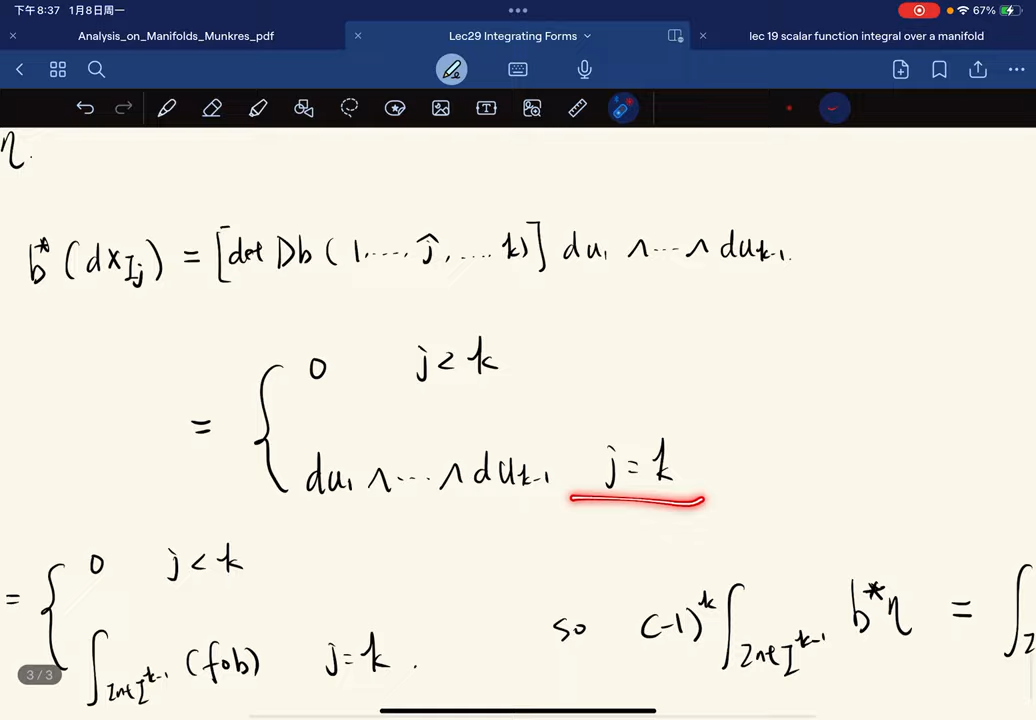 下午8:37 1月8日周一
67%
Analysis_on_Manifolds_Munkres_pdf
Lec29 Integrating Forms
lec 19 scalar function integral over a manifold
η.
b*(dx_{I_j}) = [det Db(1,...,ĵ,....k)] du₁ ∧···∧ du_{k-1}.
= { 0 j < k
du₁ ∧···∧ du_{k-1} j = k
= { 0 j < k
∫_{Int I^{k-1}} (f∘b) j = k.
so (-1)^k ∫_{Int I^{k-1}} b*η = ∫
3 / 3